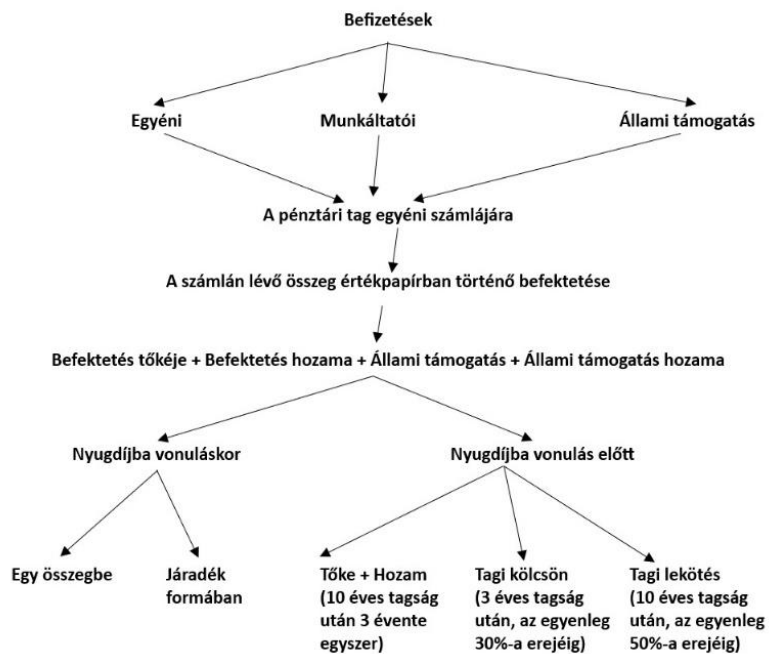 Befizetések
Egyéni
Munkáltatói
Állami támogatás
A pénztári tag egyéni számlájára
A számlán lévő összeg értékpapírban történő befektetése
Befektetés tőkéje + Befektetés hozama + Állami támogatás + Állami támogatás hozama
Nyugdíjba vonuláskor
Nyugdíjba vonulás előtt
Egy összegbe
Járadék
formában
Tőke + Hozam
(10 éves tagság
után 3 évente
egyszer)
Tagi kölcsön
(3 éves tagság
után, az egyenleg
30%-a erejéig)
Tagi lekötés
(10 éves tagság
után, az egyenleg
50%-a erejéig)